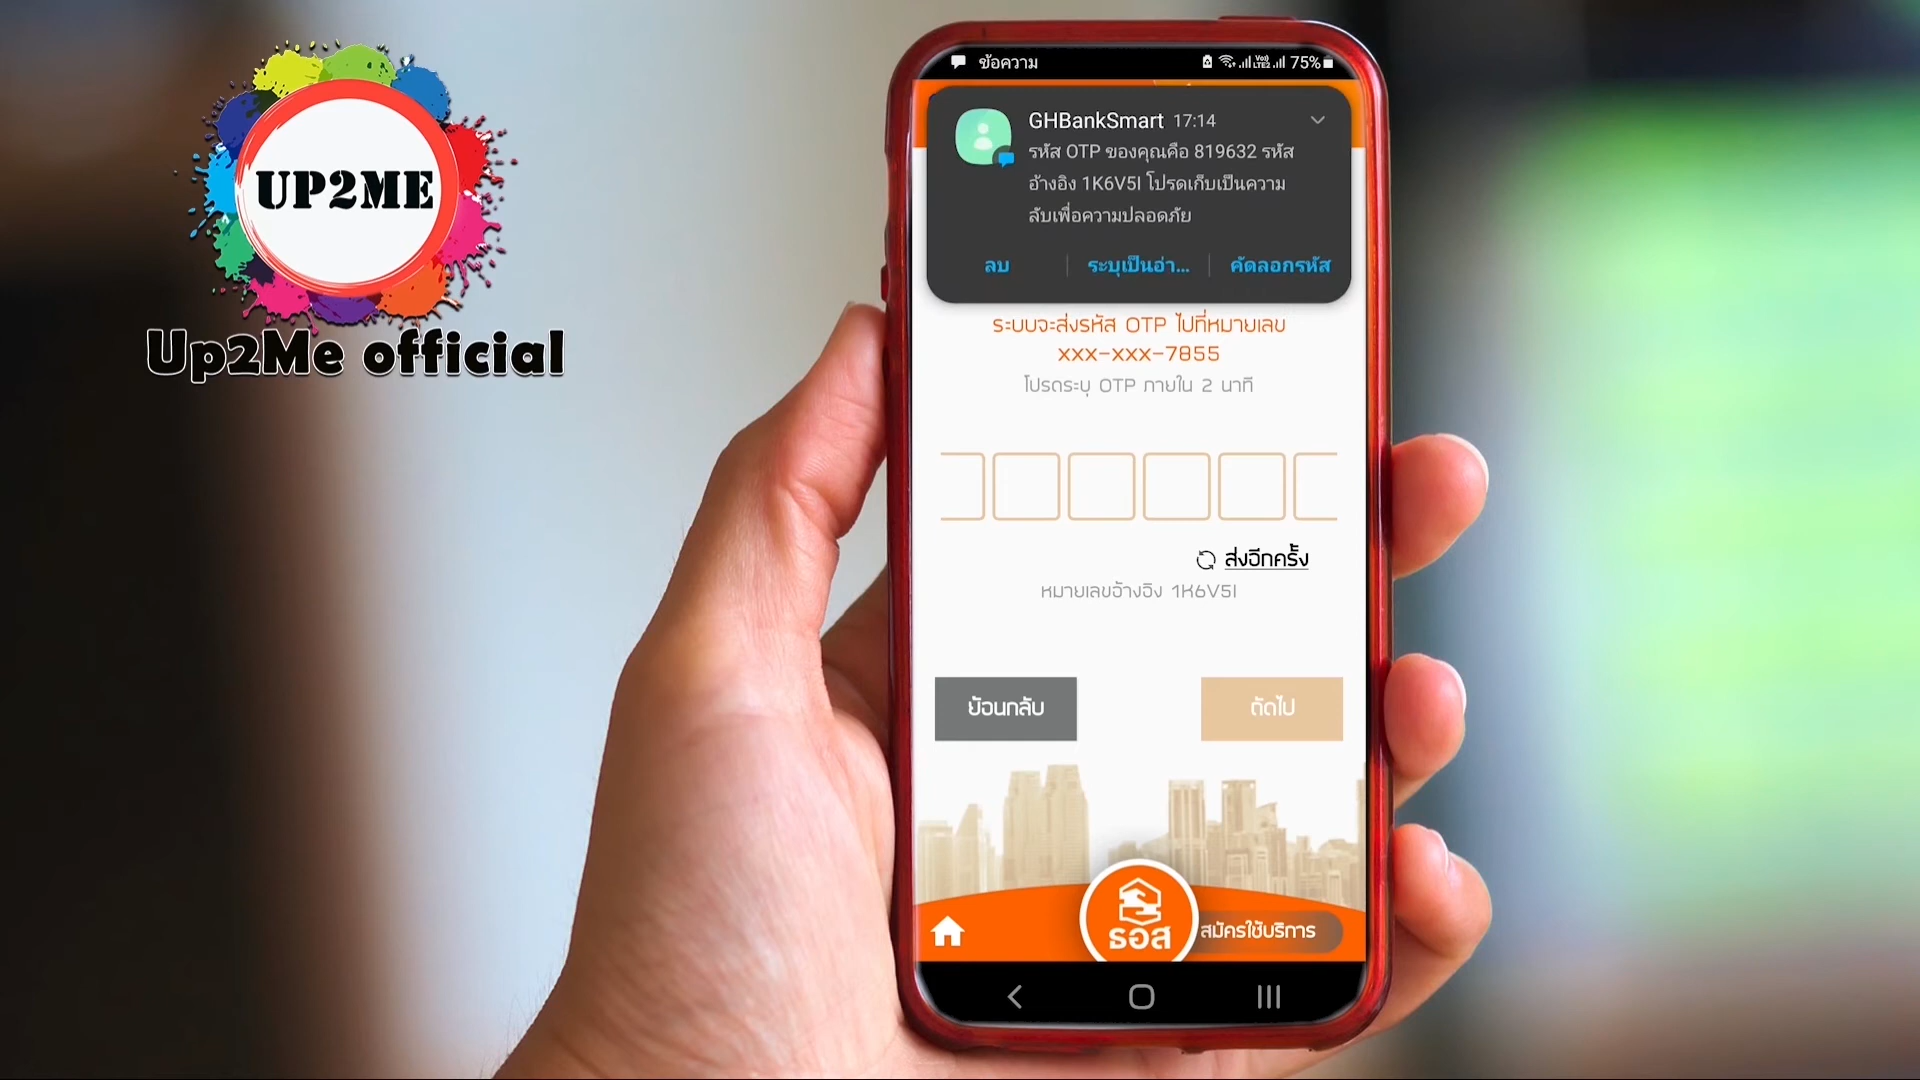 UP2ME
Up2Me official
ข้อความ
75%
GHBankSmart 17:14
รหัส OTP ของคุณคือ 819632 รหัส
อ้างอิง 1K6V5I โปรดเก็บเป็นความ
ลับเพื่อความปลอดภัย
ลบ ระบุเป็นอ่า... คัดลอกรหัส
ระบบจะส่งรหัส OTP ไปที่หมายเลข
xxx-xxx-7855
โปรดระบุ OTP ภายใน 2 นาที
ส่งอีกครั้ง
หมายเลขอ้างอิง 1K6V5I
ย้อนกลับ ถัดไป
ธอส สมัครใช้บริการ